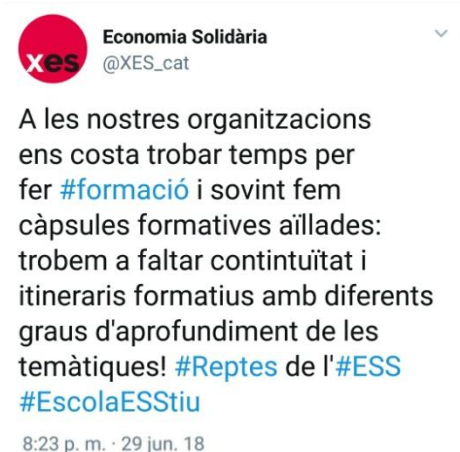 xes
Economia Solidària
@XES_cat
A les nostres organitzacions
ens costa trobar temps per
fer #formació i sovint fem
càpsules formatives aïllades:
trobem a faltar contintuïtat i
itineraris formatius amb diferents
graus d'aprofundiment de les
temàtiques! #Reptes de l'#ESS
#EscolaESStiu
8:23 p. m. · 29 jun. 18